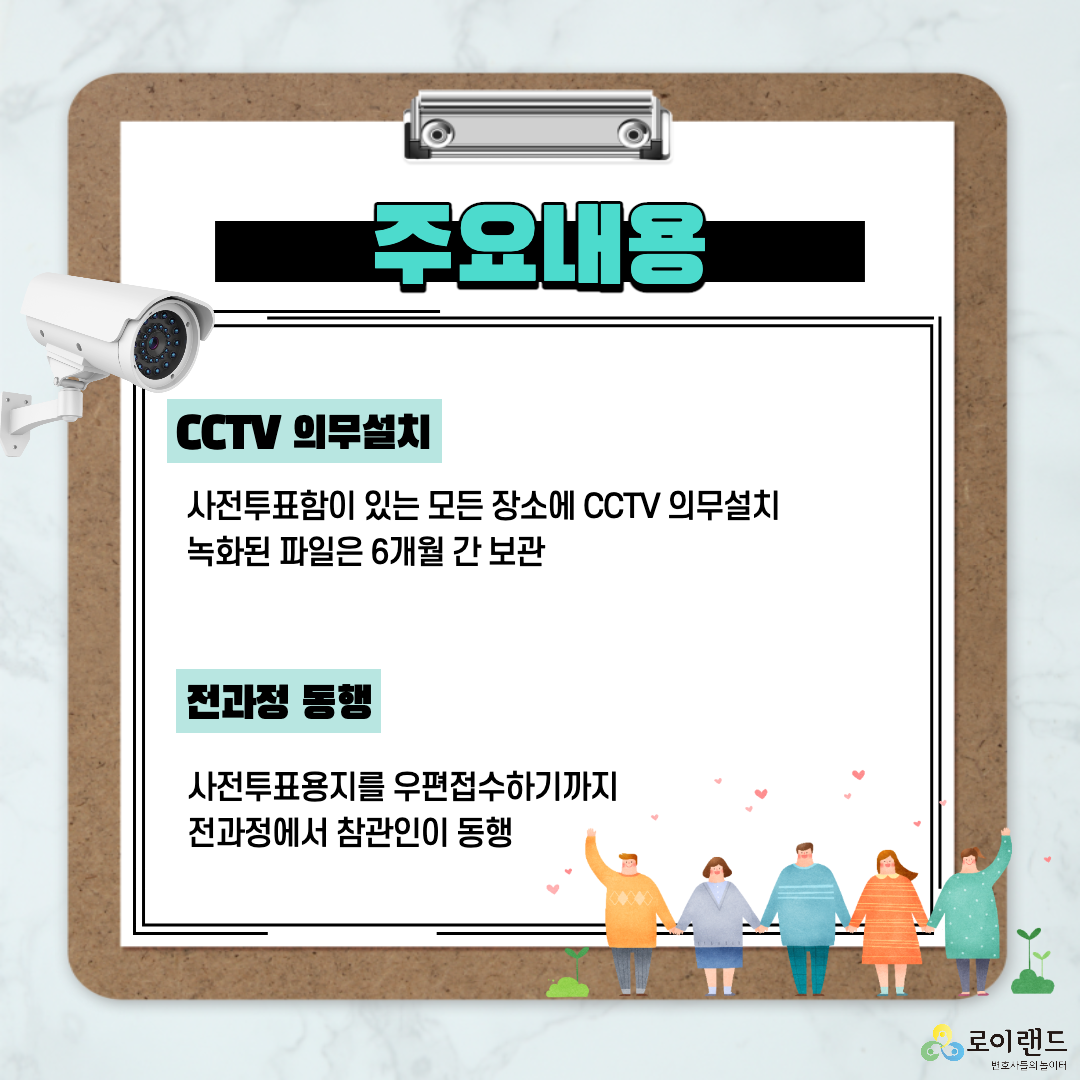 주요내용
CCTV 의무설치
사전투표함이 있는 모든 장소에 CCTV 의무설치
녹화된 파일은 6개월 간 보관
전과정 동행
사전투표용지를 우편접수하기까지
전과정에서 참관인이 동행
로이랜드
변호사들의놀이터